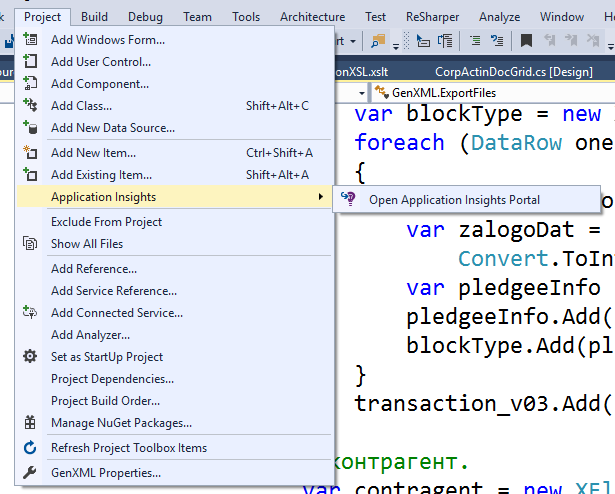 Project Build Debug Team Tools Architecture Test ReSharper Analyze Window
Add Windows Form...
Add User Control...
onXSL.xslt CorpActinDocGrid.cs [Design]
Add Component...
GenXML.ExportFiles
Add Class... Shift+Alt+C
var blockType = new
Add New Data Source...
foreach (DataRow one
Add New Item... Ctrl+Shift+A
{
Add Existing Item... Shift+Alt+A
Application Insights
Open Application Insights Portal
Exclude From Project
var zalogoDat =
Show All Files
Convert.ToIn
Add Reference...
var pledgeeInfo
Add Service Reference...
Add Connected Service...
pledgeeInfo.Add(
Add Analyzer...
blockType.Add(pl
Set as StartUp Project
}
Project Dependencies...
Project Build Order...
transaction_v03.Add(
Manage NuGet Packages...
Refresh Project Toolbox Items
контрагент.
GenXML Properties...
var contragent = new XEl